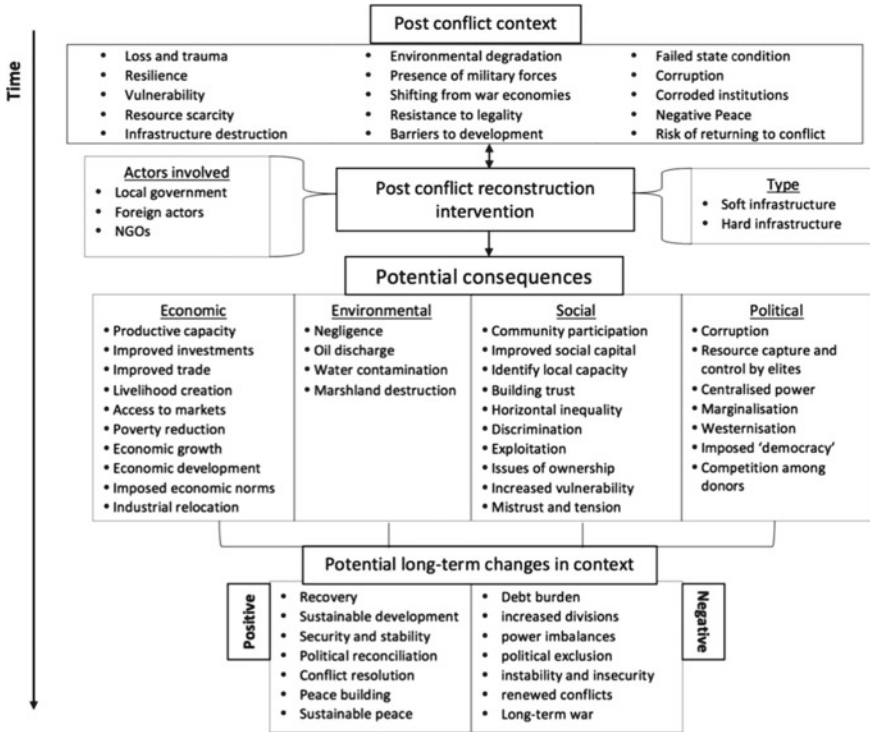 Time
Post conflict context
• Loss and trauma
• Resilience
• Vulnerability
• Resource scarcity
• Infrastructure destruction
• Environmental degradation
• Presence of military forces
• Shifting from war economies
• Resistance to legality
• Barriers to development
• Failed state condition
• Corruption
• Corroded institutions
• Negative Peace
• Risk of returning to conflict
Actors involved
• Local government
• Foreign actors
• NGOs
Post conflict reconstruction
intervention
Type
• Soft infrastructure
• Hard infrastructure
Potential consequences
Economic
• Productive capacity
• Improved investments
• Improved trade
• Livelihood creation
• Access to markets
• Poverty reduction
• Economic growth
• Economic development
• Imposed economic norms
• Industrial relocation
Environmental
• Negligence
• Oil discharge
• Water contamination
• Marshland destruction
Social
• Community participation
• Improved social capital
• Identify local capacity
• Building trust
• Horizontal inequality
• Discrimination
• Exploitation
• Issues of ownership
• Increased vulnerability
• Mistrust and tension
Political
• Corruption
• Resource capture and
control by elites
• Centralised power
• Marginalisation
• Westernisation
• Imposed ‘democracy’
• Competition among
donors
Potential long-term changes in context
Positive
• Recovery
• Sustainable development
• Security and stability
• Political reconciliation
• Conflict resolution
• Peace building
• Sustainable peace
• Debt burden
• increased divisions
• power imbalances
• political exclusion
• instability and insecurity
• renewed conflicts
• Long-term war
Negative